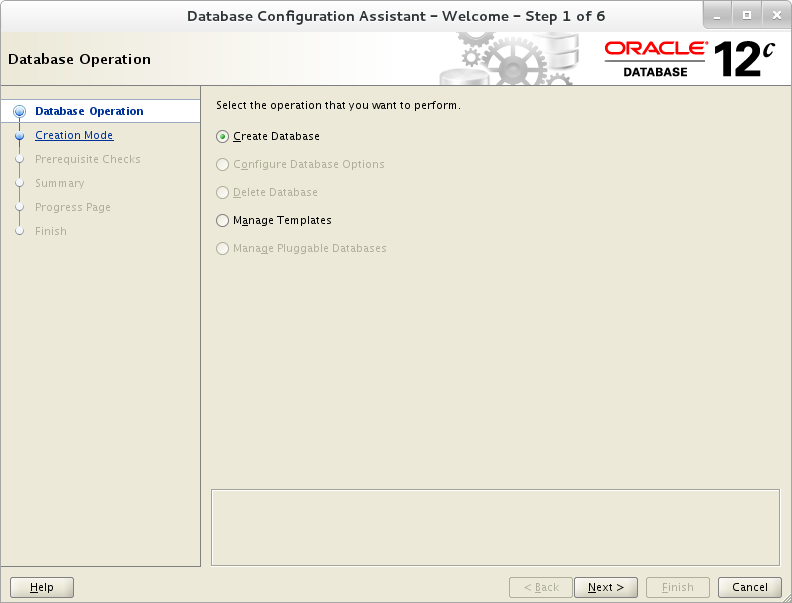 Database Configuration Assistant – Welcome – Step 1 of 6
Database Operation
ORACLE®
DATABASE
12c
Database Operation
Creation Mode
Prerequisite Checks
Summary
Progress Page
Finish
Select the operation that you want to perform.
Create Database
Configure Database Options
Delete Database
Manage Templates
Manage Pluggable Databases
Help
< Back
Next >
Finish
Cancel